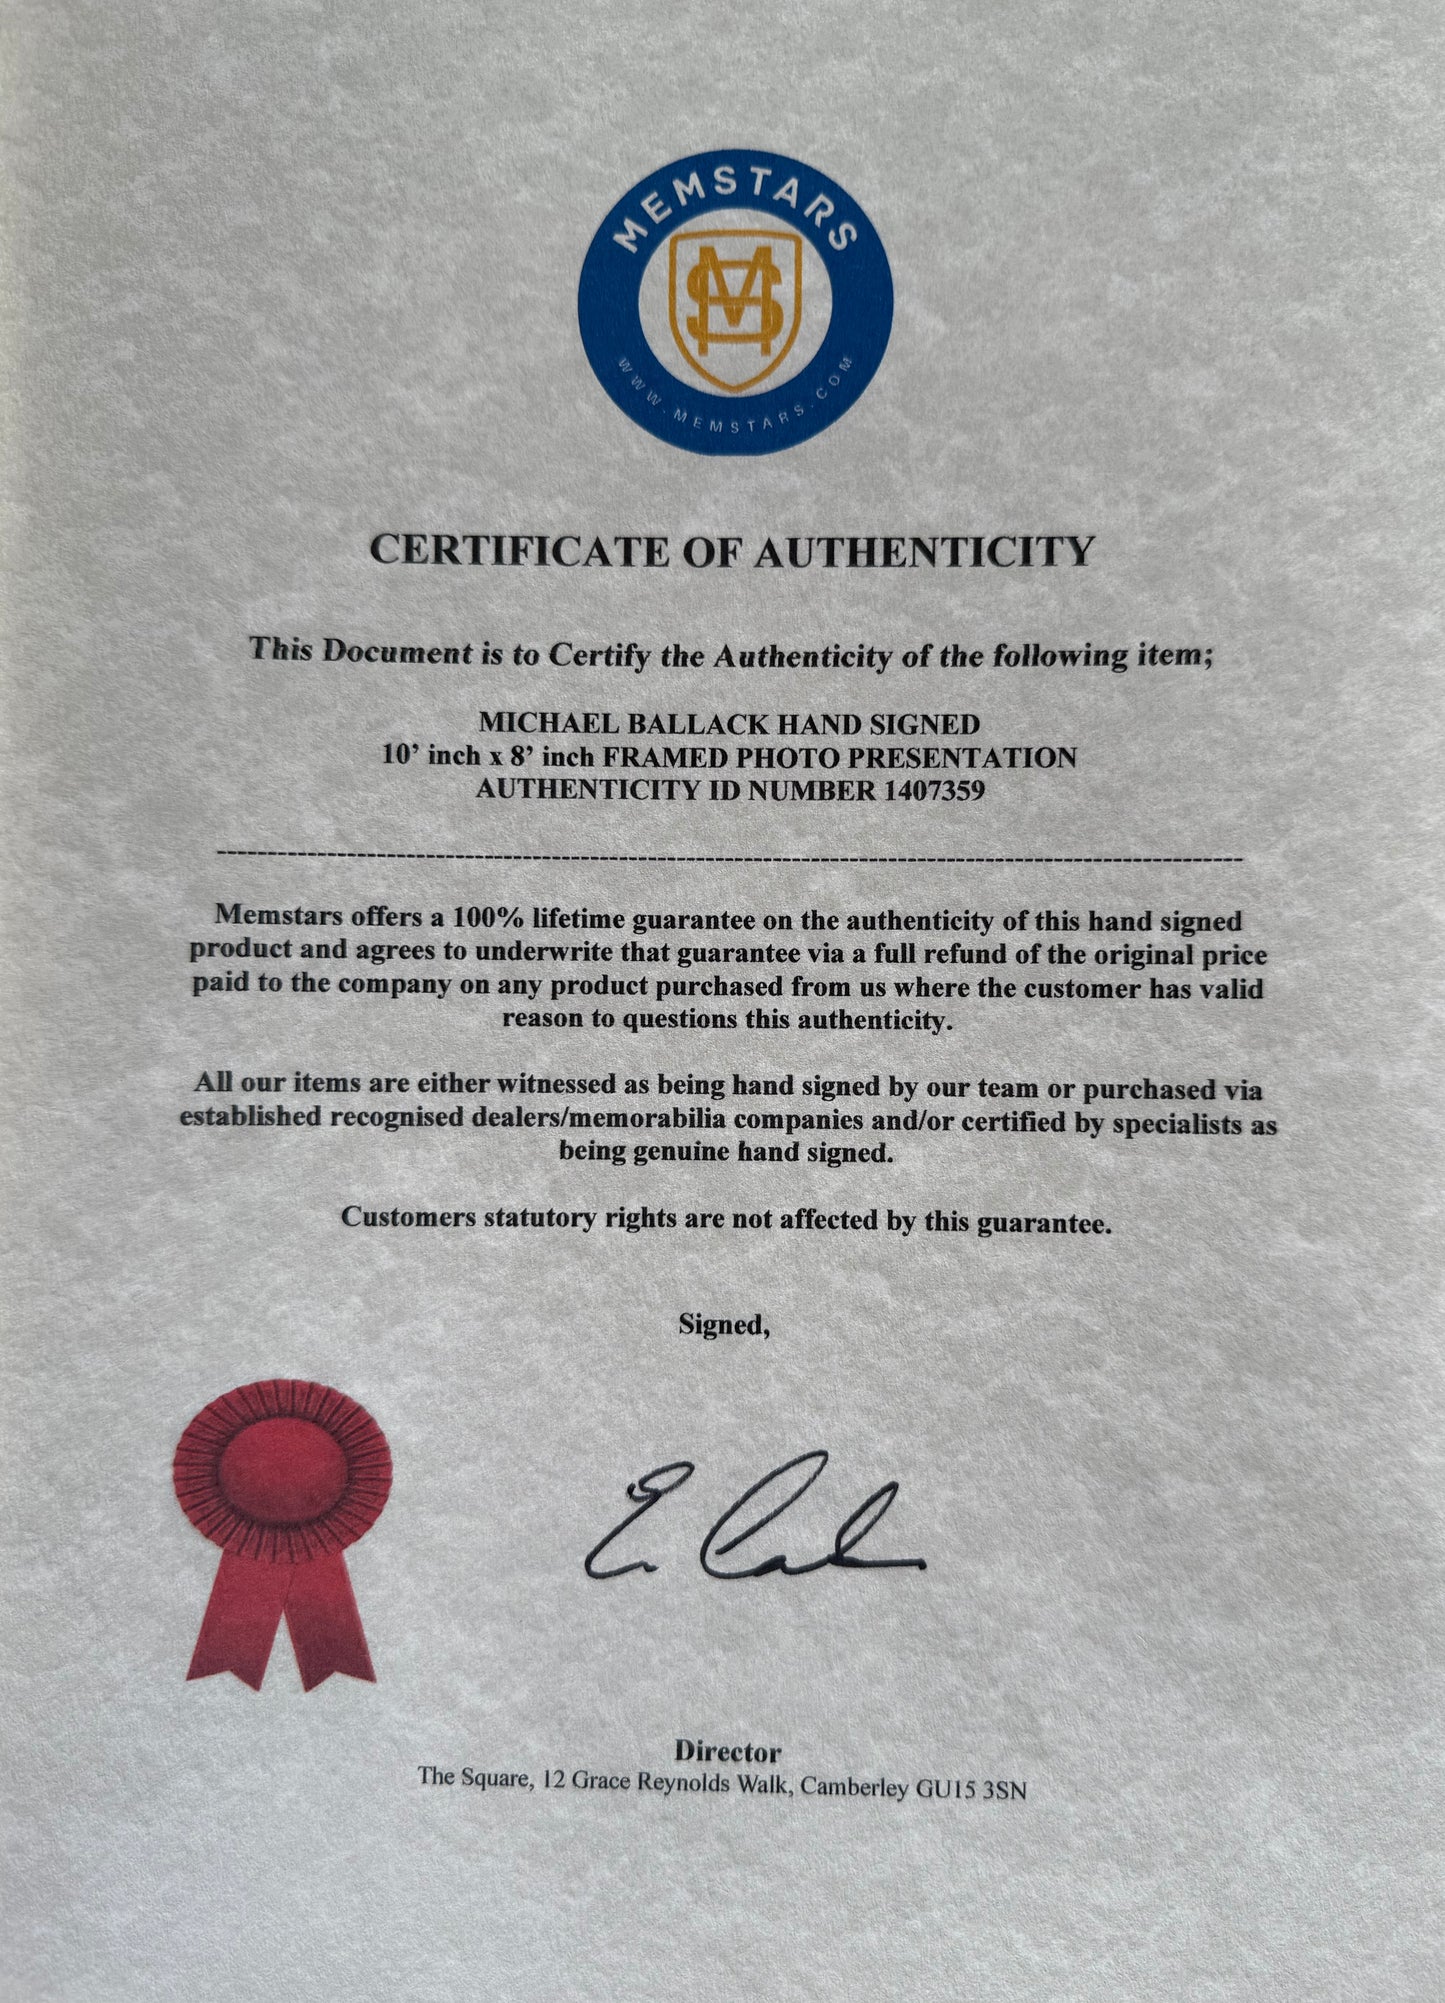 MEMSTARS
MS
WWW.MEMSTARS.COM
CERTIFICATE OF AUTHENTICITY
This Document is to Certify the Authenticity of the following item;
MICHAEL BALLACK HAND SIGNED
10’ inch x 8’ inch FRAMED PHOTO PRESENTATION
AUTHENTICITY ID NUMBER 1407359
Memstars offers a 100% lifetime guarantee on the authenticity of this hand signed
product and agrees to underwrite that guarantee via a full refund of the original price
paid to the company on any product purchased from us where the customer has valid
reason to questions this authenticity.
All our items are either witnessed as being hand signed by our team or purchased via
established recognised dealers/memorabilia companies and/or certified by specialists as
being genuine hand signed.
Customers statutory rights are not affected by this guarantee.
Signed,
Director
The Square, 12 Grace Reynolds Walk, Camberley GU15 3SN